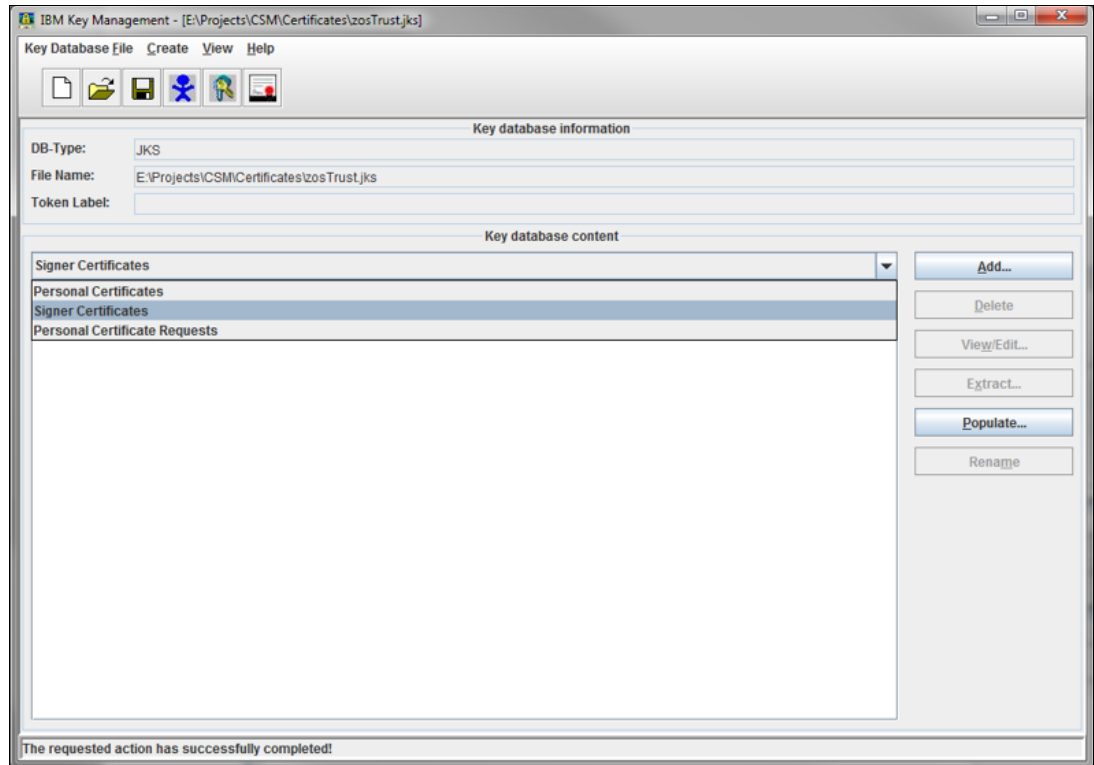 IBM Key Management - [E:\Projects\CSM\Certificates\zosTrust.jks]
Key Database File Create View Help
Key database information
DB-Type: JKS
File Name: E:\Projects\CSM\Certificates\zosTrust.jks
Token Label:
Key database content
Signer Certificates
Add...
Personal Certificates
Signer Certificates
Delete
Personal Certificate Requests
View/Edit...
Extract...
Populate...
Rename
The requested action has successfully completed!